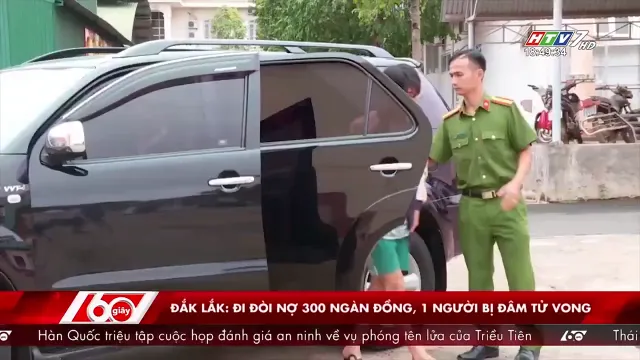 HTV7 HD
18:49:34
60 giây
ĐẮK LẮK: ĐI ĐÒI NỢ 300 NGÀN ĐỒNG, 1 NGƯỜI BỊ ĐÂM TỬ VONG
Hàn Quốc triệu tập cuộc họp đánh giá an ninh về vụ phóng tên lửa của Triều Tiên 60 Thái